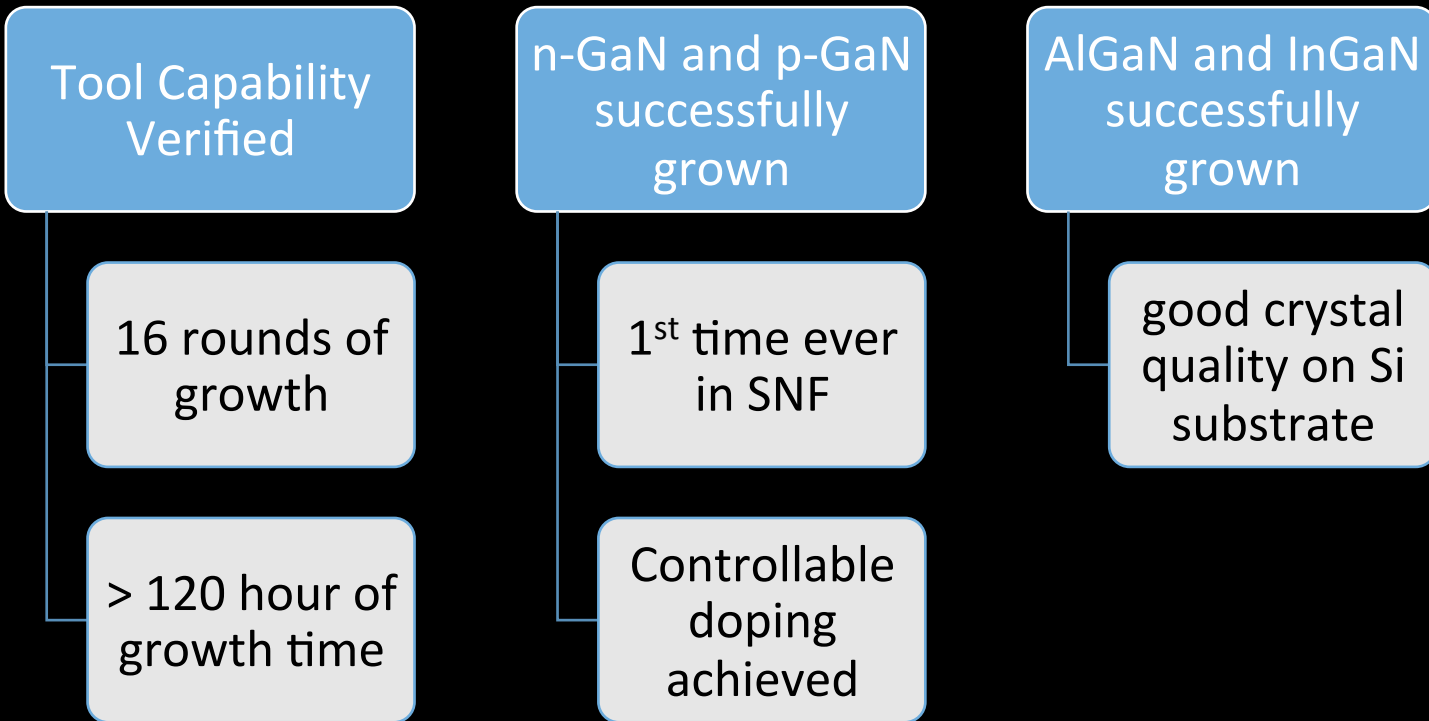 Tool Capability
Verified
16 rounds of
growth
> 120 hour of
growth time
n-GaN and p-GaN
successfully
grown
1st time ever
in SNF
Controllable
doping
achieved
AlGaN and InGaN
successfully
grown
good crystal
quality on Si
substrate